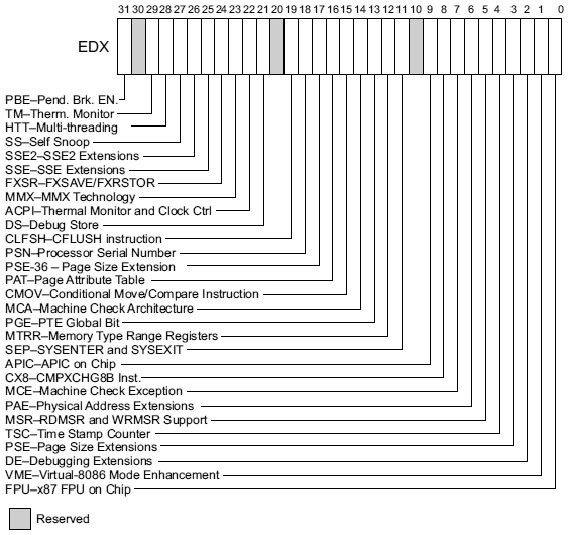 31 30 29 28 27 26 25 24 23 22 21 20 19 18 17 16 15 14 13 12 11 10 9 8 7 6 5 4 3 2 1 0
EDX
PBE–Pend. Brk. EN.
TM–Therm. Monitor
HTT–Multi-threading
SS–Self Snoop
SSE2–SSE2 Extensions
SSE–SSE Extensions
FXSR–FXSAVE/FXRSTOR
MMX–MMX Technology
ACPI–Thermal Monitor and Clock Ctrl
DS–Debug Store
CLFSH–CFLUSH instruction
PSN–Processor Serial Number
PSE-36 – Page Size Extension
PAT–Page Attribute Table
CMOV–Conditional Move/Compare Instruction
MCA–Machine Check Architecture
PGE–PTE Global Bit
MTRR–Memory Type Range Registers
SEP–SYSENTER and SYSEXIT
APIC–APIC on Chip
CX8–CMPXCHG8B Inst.
MCE–Machine Check Exception
PAE–Physical Address Extensions
MSR–RDMSR and WRMSR Support
TSC–Time Stamp Counter
PSE–Page Size Extensions
DE–Debugging Extensions
VME–Virtual-8086 Mode Enhancement
FPU–x87 FPU on Chip
Reserved